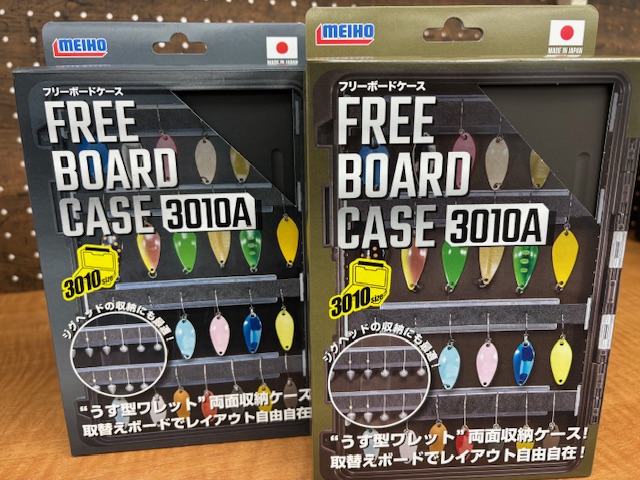 MEIHO
MADE IN JAPAN
フリーボードケース
FREE
BOARD
CASE 3010A
3010 SIZE
ジグヘッドの収納にも最適!
“うす型ワレット”両面収納ケース!
取替えボードでレイアウト自由自在!
MEIHO
MADE IN JAPAN
フリーボードケース
FREE
BOARD
CASE 3010A
3010 SIZE
ジグヘッドの収納にも最適!
“うす型ワレット”両面収納ケース!
取替えボードでレイアウト自由自在!